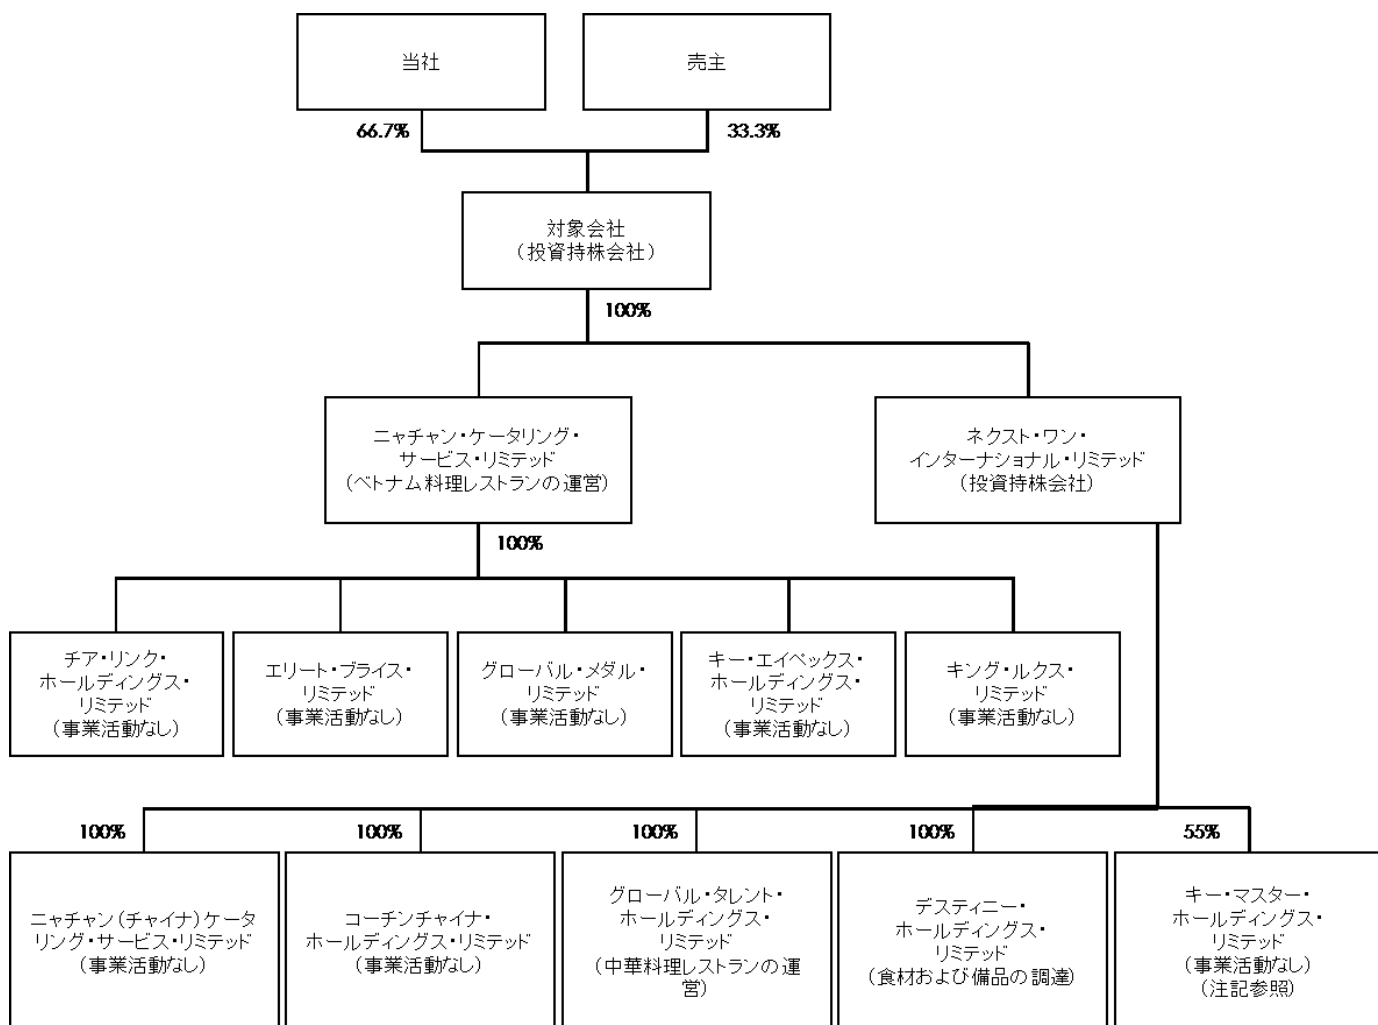 当社
売主
66.7%
33.3%
対象会社
（投資持株会社）
100%
ニャチャン・ケータリング・
サービス・リミテッド
（ベトナム料理レストランの運営）
ネクスト・ワン・
インターナショナル・リミテッド
（投資持株会社）
100%
チア・リンク・
ホールディングス・
リミテッド
（事業活動なし）
エリート・プライス・
リミテッド
（事業活動なし）
グローバル・メダル・
リミテッド
（事業活動なし）
キー・エイペックス・
ホールディングス・
リミテッド
（事業活動なし）
キング・ルクス・
リミテッド
（事業活動なし）
100%
100%
100%
100%
55%
ニャチャン（チャイナ）ケータ
リング・サービス・リミテッド
（事業活動なし）
コーチンチャイナ・
ホールディングス・リミテッド
（事業活動なし）
グローバル・タレント・
ホールディングス・
リミテッド
（中華料理レストランの運
営）
デスティニー・
ホールディングス・
リミテッド
（食材および備品の調達）
キー・マスター・
ホールディングス・
リミテッド
（事業活動なし）
（注記参照）